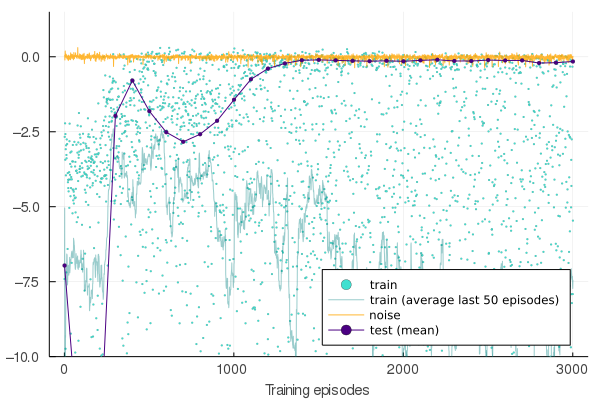 0.0
−2.5
−5.0
−7.5
−10.0
train
train (average last 50 episodes)
noise
test (mean)
0
1000
2000
3000
Training episodes